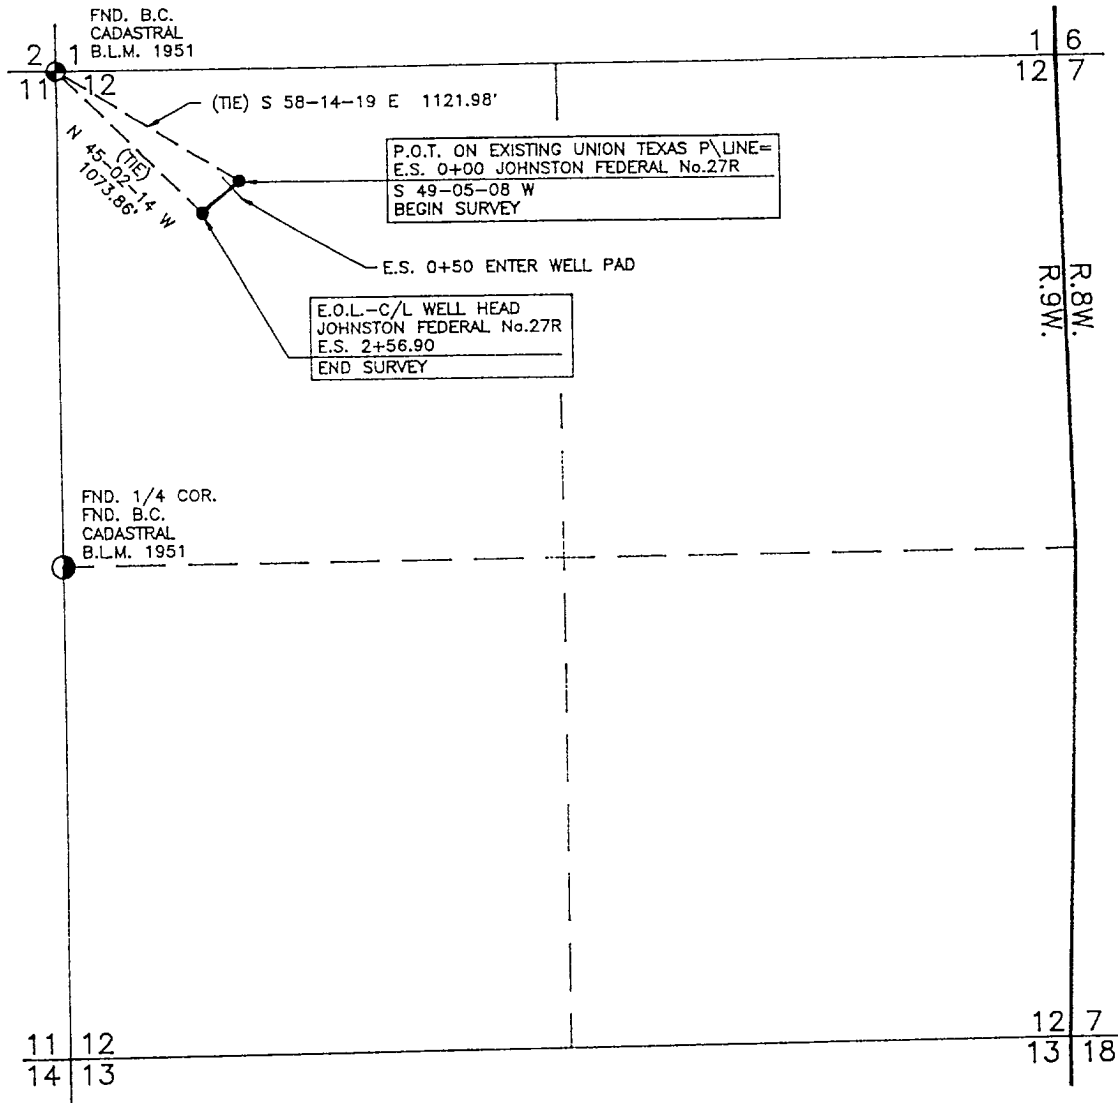 FND. B.C.
CADASTRAL
B.L.M. 1951
2 1
11 12
1 6
12 7
(TIE) S 58-14-19 E 1121.98'
(TIE)
N 45-02-14 W
1073.86'
P.O.T. ON EXISTING UNION TEXAS P\LINE=
E.S. 0+00 JOHNSTON FEDERAL No.27R
S 49-05-08 W
BEGIN SURVEY
E.S. 0+50 ENTER WELL PAD
R.8W.
R.9W.
E.O.L.-C/L WELL HEAD
JOHNSTON FEDERAL No.27R
E.S. 2+56.90
END SURVEY
FND. 1/4 COR.
FND. B.C.
CADASTRAL
B.L.M. 1951
11 12
14 13
12 7
13 18